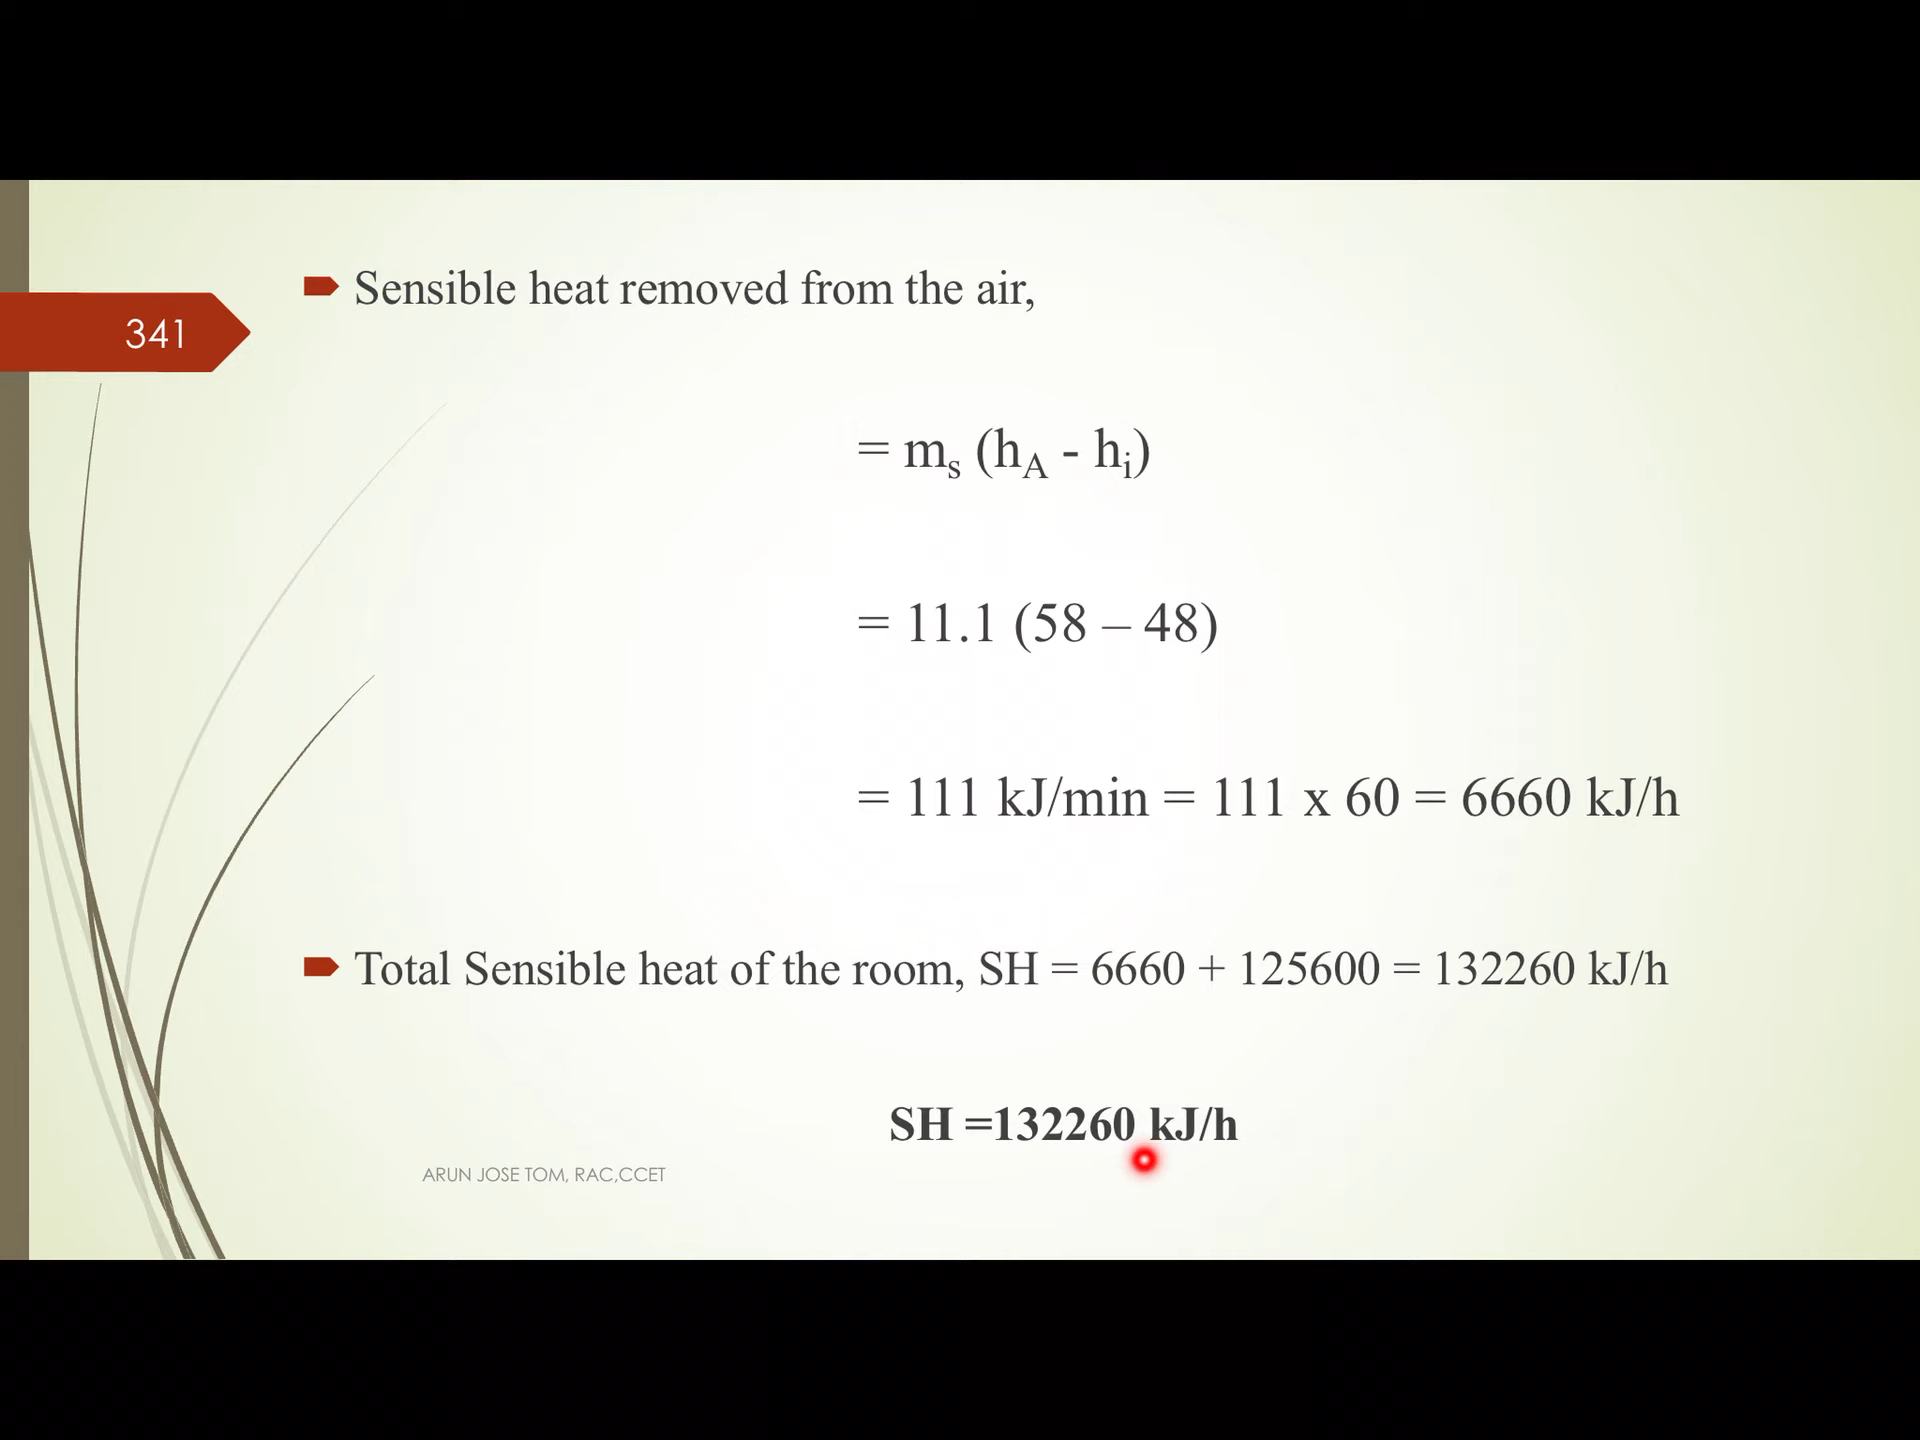 Sensible heat removed from the air,
341
= mₛ (h_A - hᵢ)
= 11.1 (58 – 48)
= 111 kJ/min = 111 x 60 = 6660 kJ/h
Total Sensible heat of the room, SH = 6660 + 125600 = 132260 kJ/h
SH =132260 kJ/h
ARUN JOSE TOM, RAC,CCET